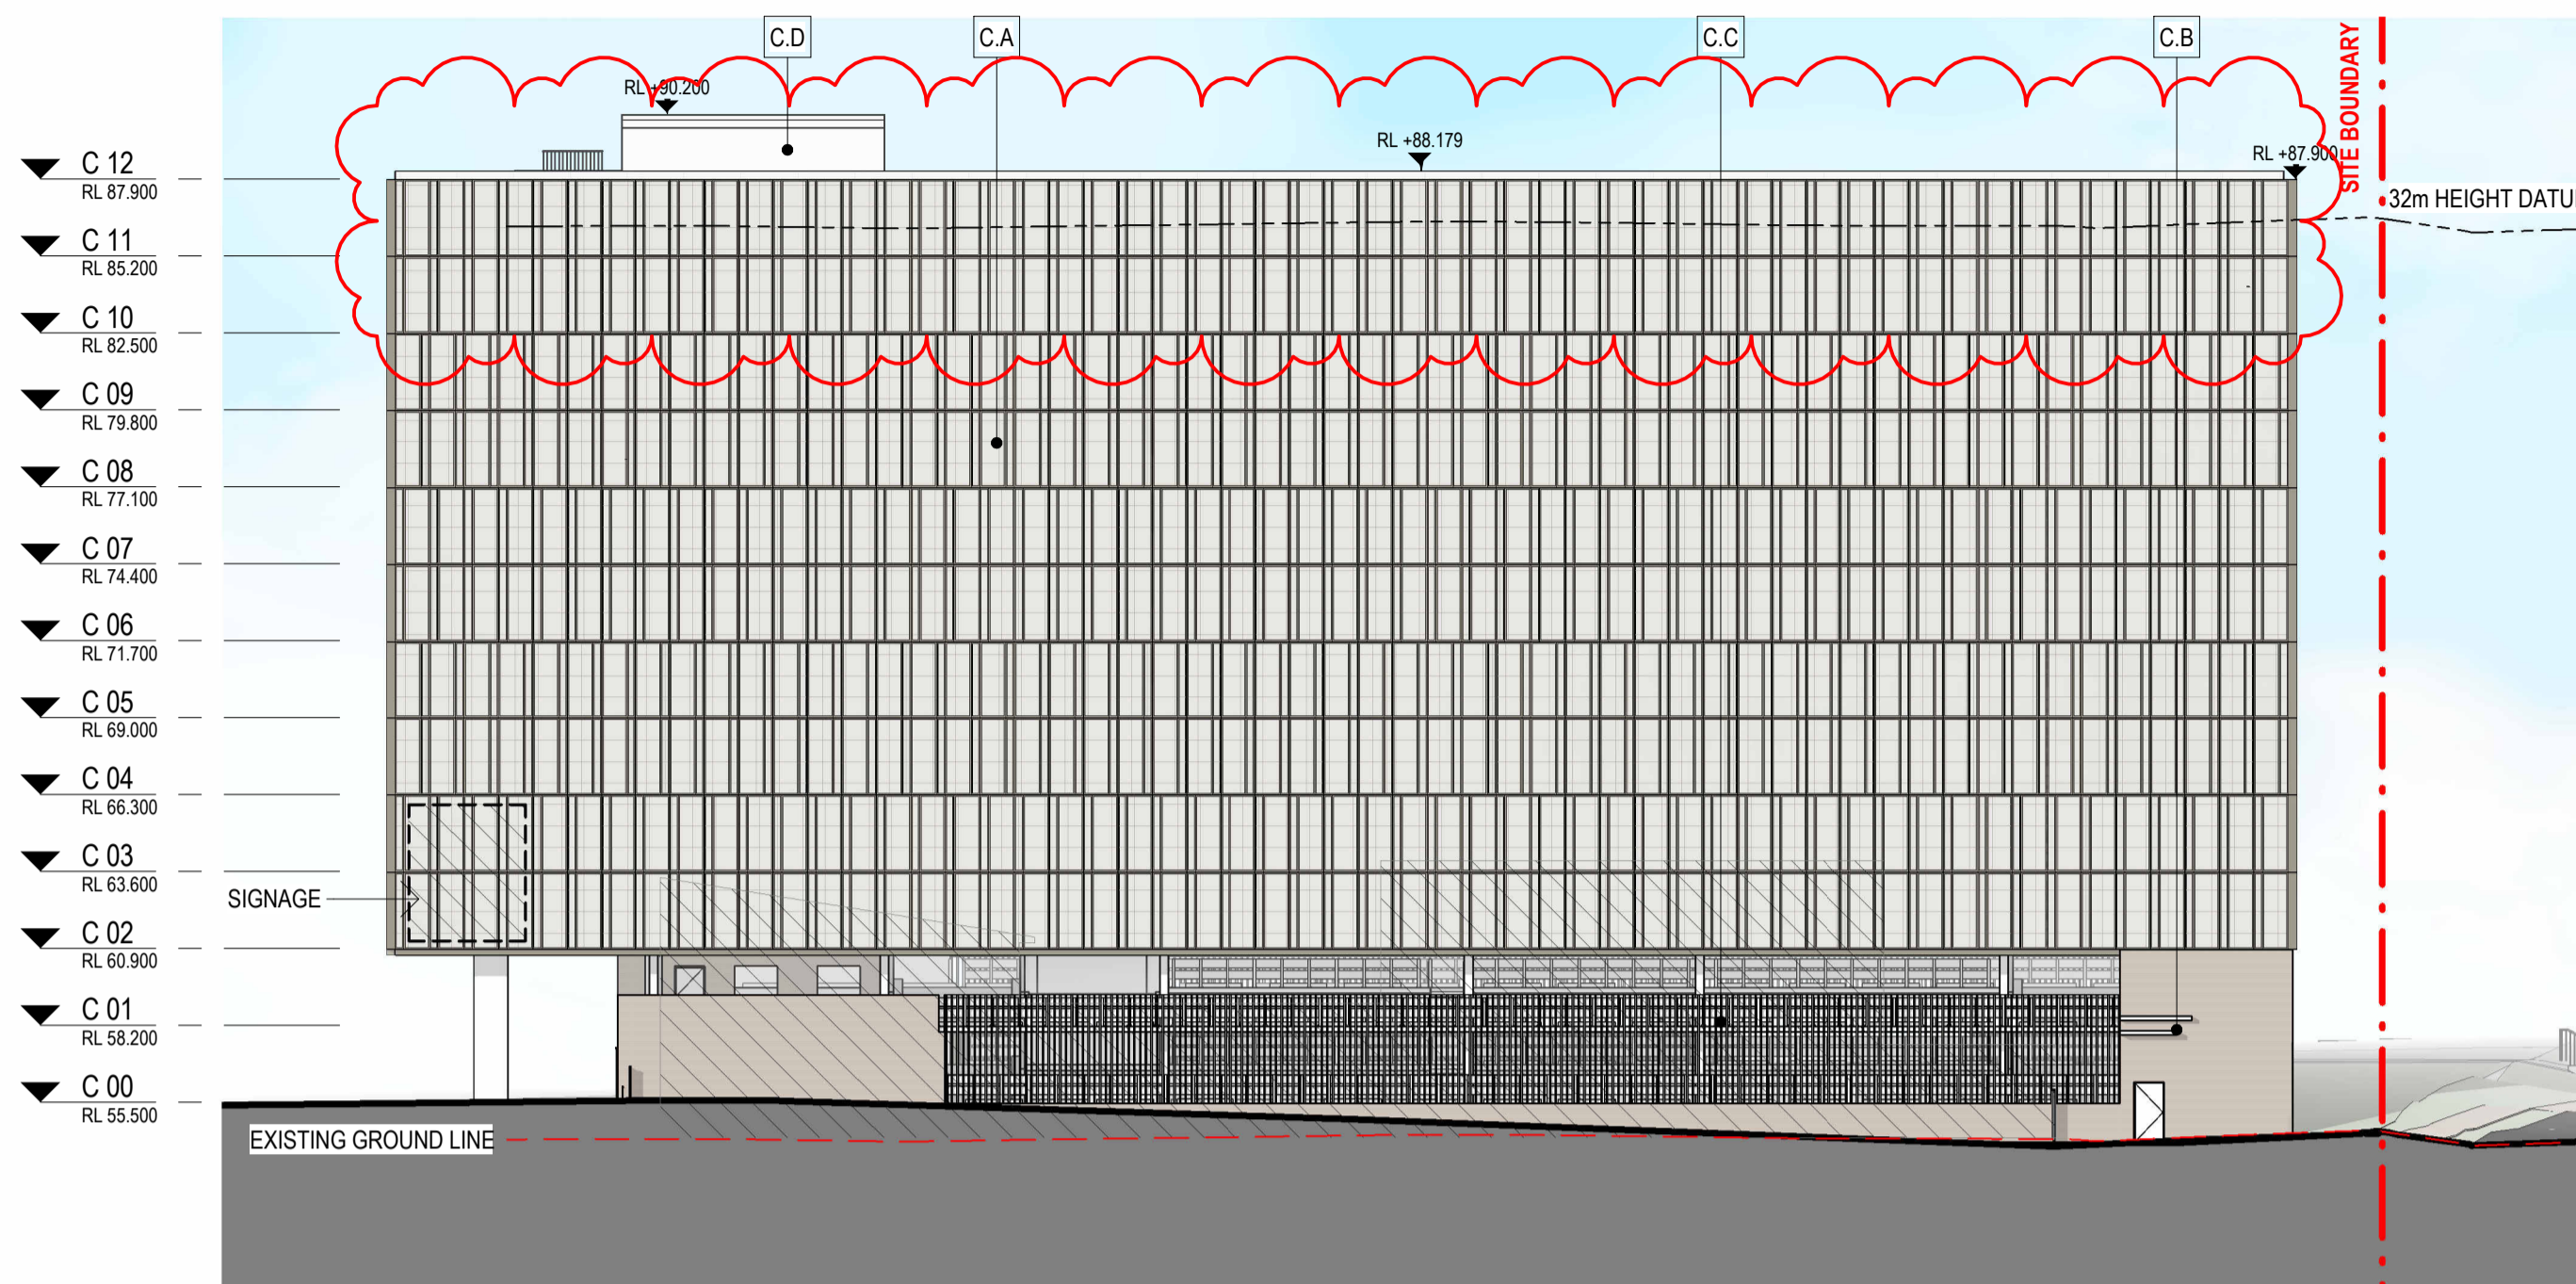 C.D
C.A
C.C
C.B
SITE BOUNDARY
RL +90.200
RL +88.179
RL +87.900
32m HEIGHT DATU
C 12
RL 87.900
C 11
RL 85.200
C 10
RL 82.500
C 09
RL 79.800
C 08
RL 77.100
C 07
RL 74.400
C 06
RL 71.700
C 05
RL 69.000
C 04
RL 66.300
C 03
RL 63.600
SIGNAGE
C 02
RL 60.900
C 01
RL 58.200
C 00
RL 55.500
EXISTING GROUND LINE